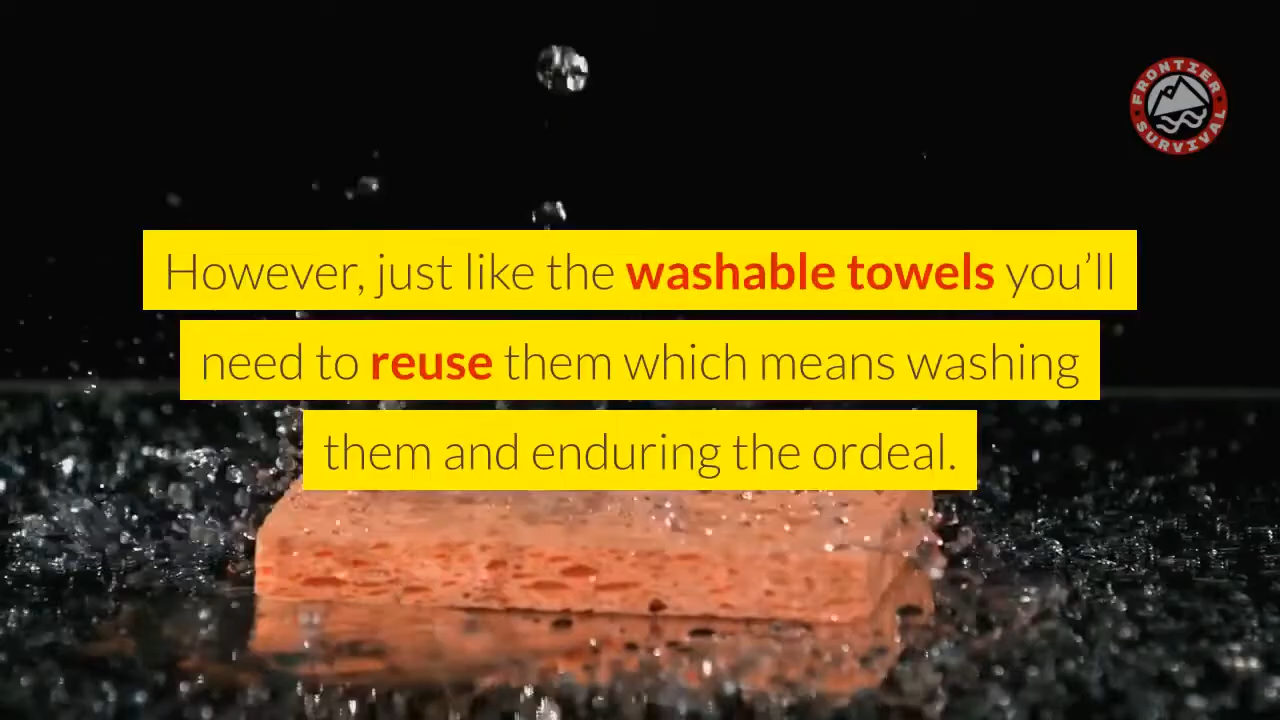 FRONTIER
SURVIVAL
However, just like the washable towels you’ll
need to reuse them which means washing
them and enduring the ordeal.